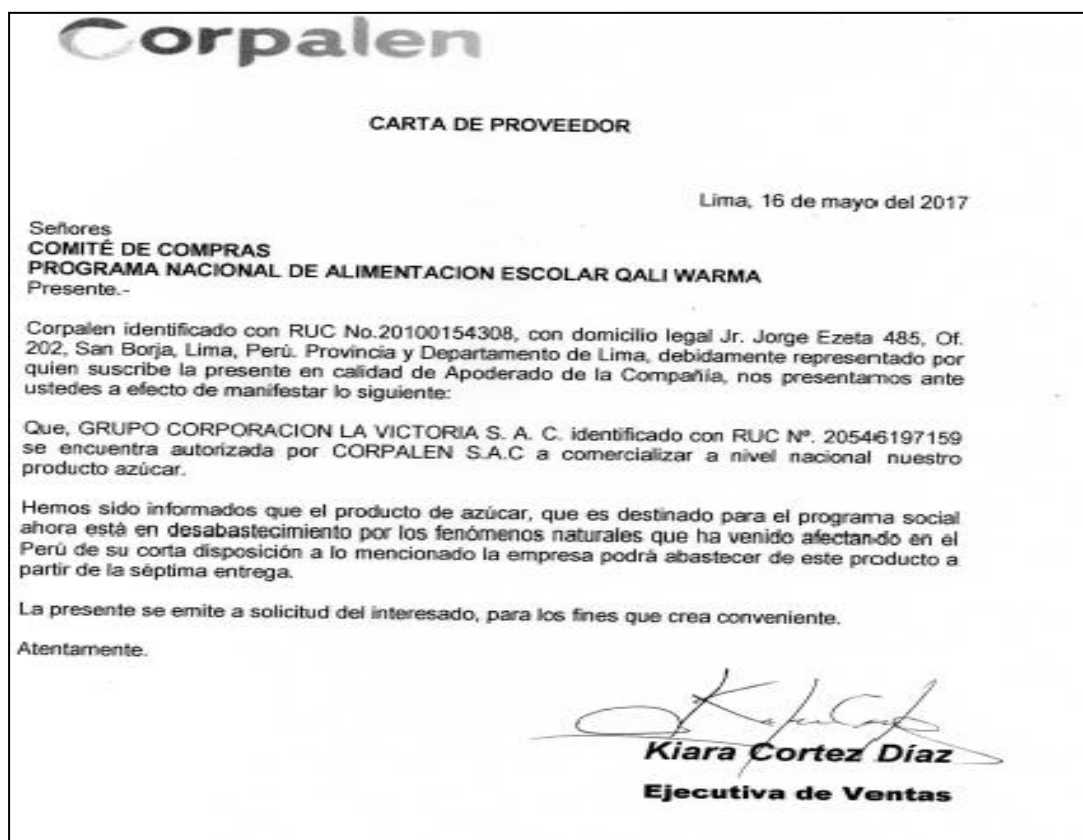 Corpalen
CARTA DE PROVEEDOR
Lima, 16 de mayo del 2017
Señores
COMITÉ DE COMPRAS
PROGRAMA NACIONAL DE ALIMENTACION ESCOLAR QALI WARMA
Presente.-
Corpalen identificado con RUC No.20100154308, con domicilio legal Jr. Jorge Ezeta 485, Of.
202, San Borja, Lima, Perú. Provincia y Departamento de Lima, debidamente representado por
quien suscribe la presente en calidad de Apoderado de la Compañía, nos presentamos ante
ustedes a efecto de manifestar lo siguiente:
Que, GRUPO CORPORACION LA VICTORIA S. A. C. identificado con RUC Nº. 20546197159
se encuentra autorizada por CORPALEN S.A.C a comercializar a nivel nacional nuestro
producto azúcar.
Hemos sido informados que el producto de azúcar, que es destinado para el programa social
ahora está en desabastecimiento por los fenómenos naturales que ha venido afectando en el
Perú de su corta disposición a lo mencionado la empresa podrá abastecer de este producto a
partir de la séptima entrega.
La presente se emite a solicitud del interesado, para los fines que crea conveniente.
Atentamente.
Kiara Cortez Díaz
Ejecutiva de Ventas